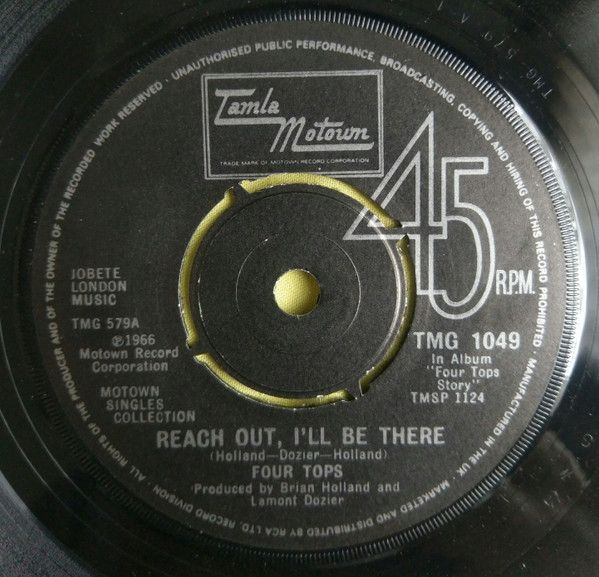 UNAUTHORISED PUBLIC PERFORMANCE, BROADCASTING, COPYING AND HIRING OF THIS RECORD PROHIBITED · MANUFACTURED IN THE UK. · MARKETED AND DISTRIBUTED BY RCA LTD. RECORD DIVISION · ALL RIGHTS OF THE PRODUCER AND OF THE OWNER OF THE RECORDED WORK RESERVED ·
Tamla
Motown
TRADE MARK OF MOTOWN RECORD CORPORATION
45
R.P.M.
JOBETE
LONDON
MUSIC
TMG 579A
℗1966
Motown Record
Corporation
MOTOWN
SINGLES
COLLECTION
TMG 1049
In Album
"Four Tops
Story"
TMSP 1124
REACH OUT, I'LL BE THERE
(Holland—Dozier—Holland)
FOUR TOPS
(Produced by Brian Holland and
Lamont Dozier)